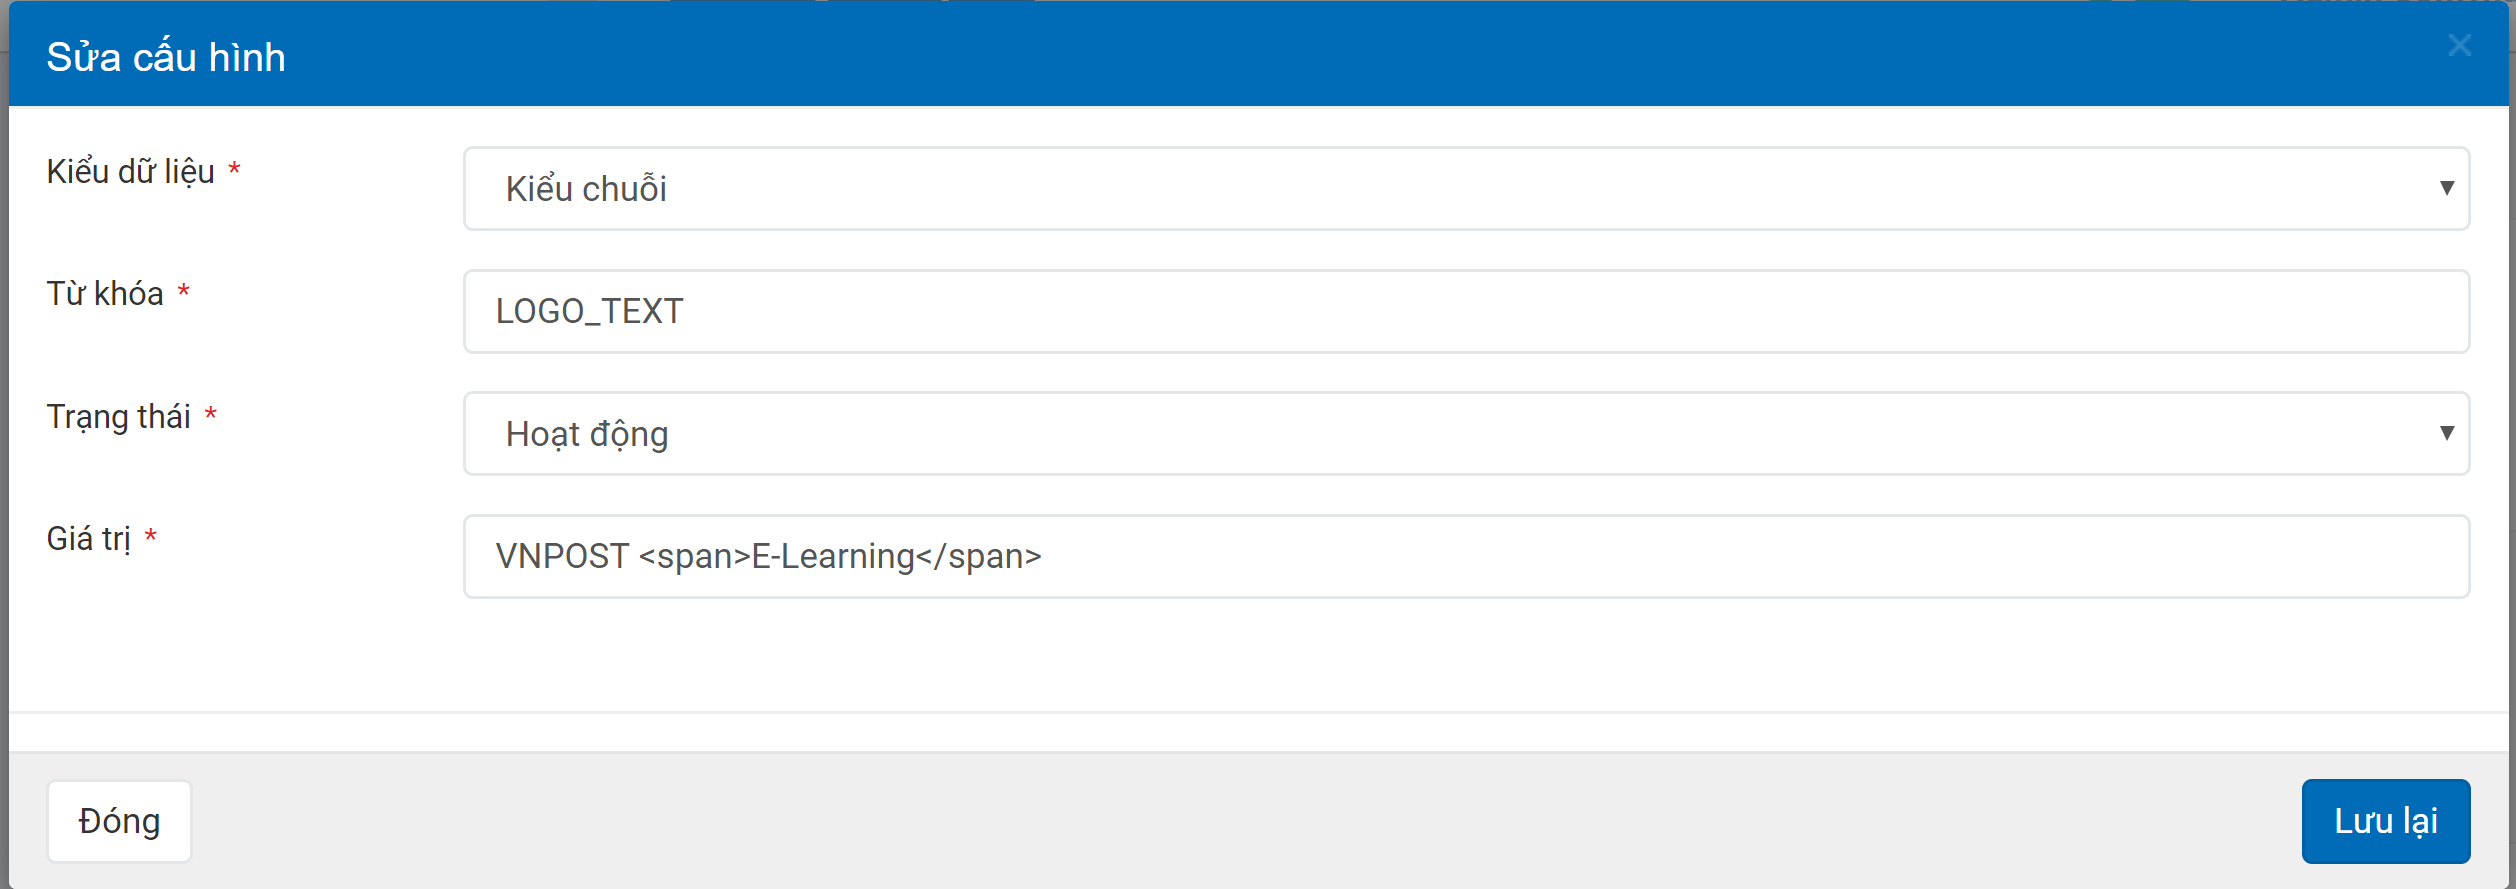 Sửa cấu hình
Kiểu dữ liệu *
Kiểu chuỗi
Từ khóa *
LOGO_TEXT
Trạng thái *
Hoạt động
Giá trị *
VNPOST <span>E-Learning</span>
Đóng
Lưu lại